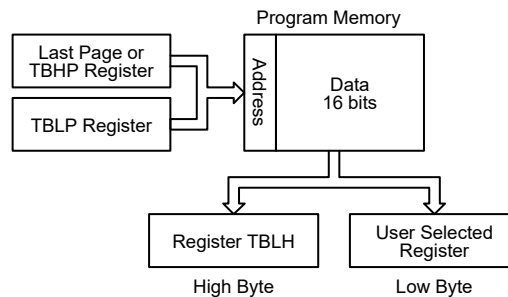 Program Memory
Last Page or
TBHP Register
TBLP Register
Address
Data
16 bits
Register TBLH
User Selected
Register
High Byte
Low Byte